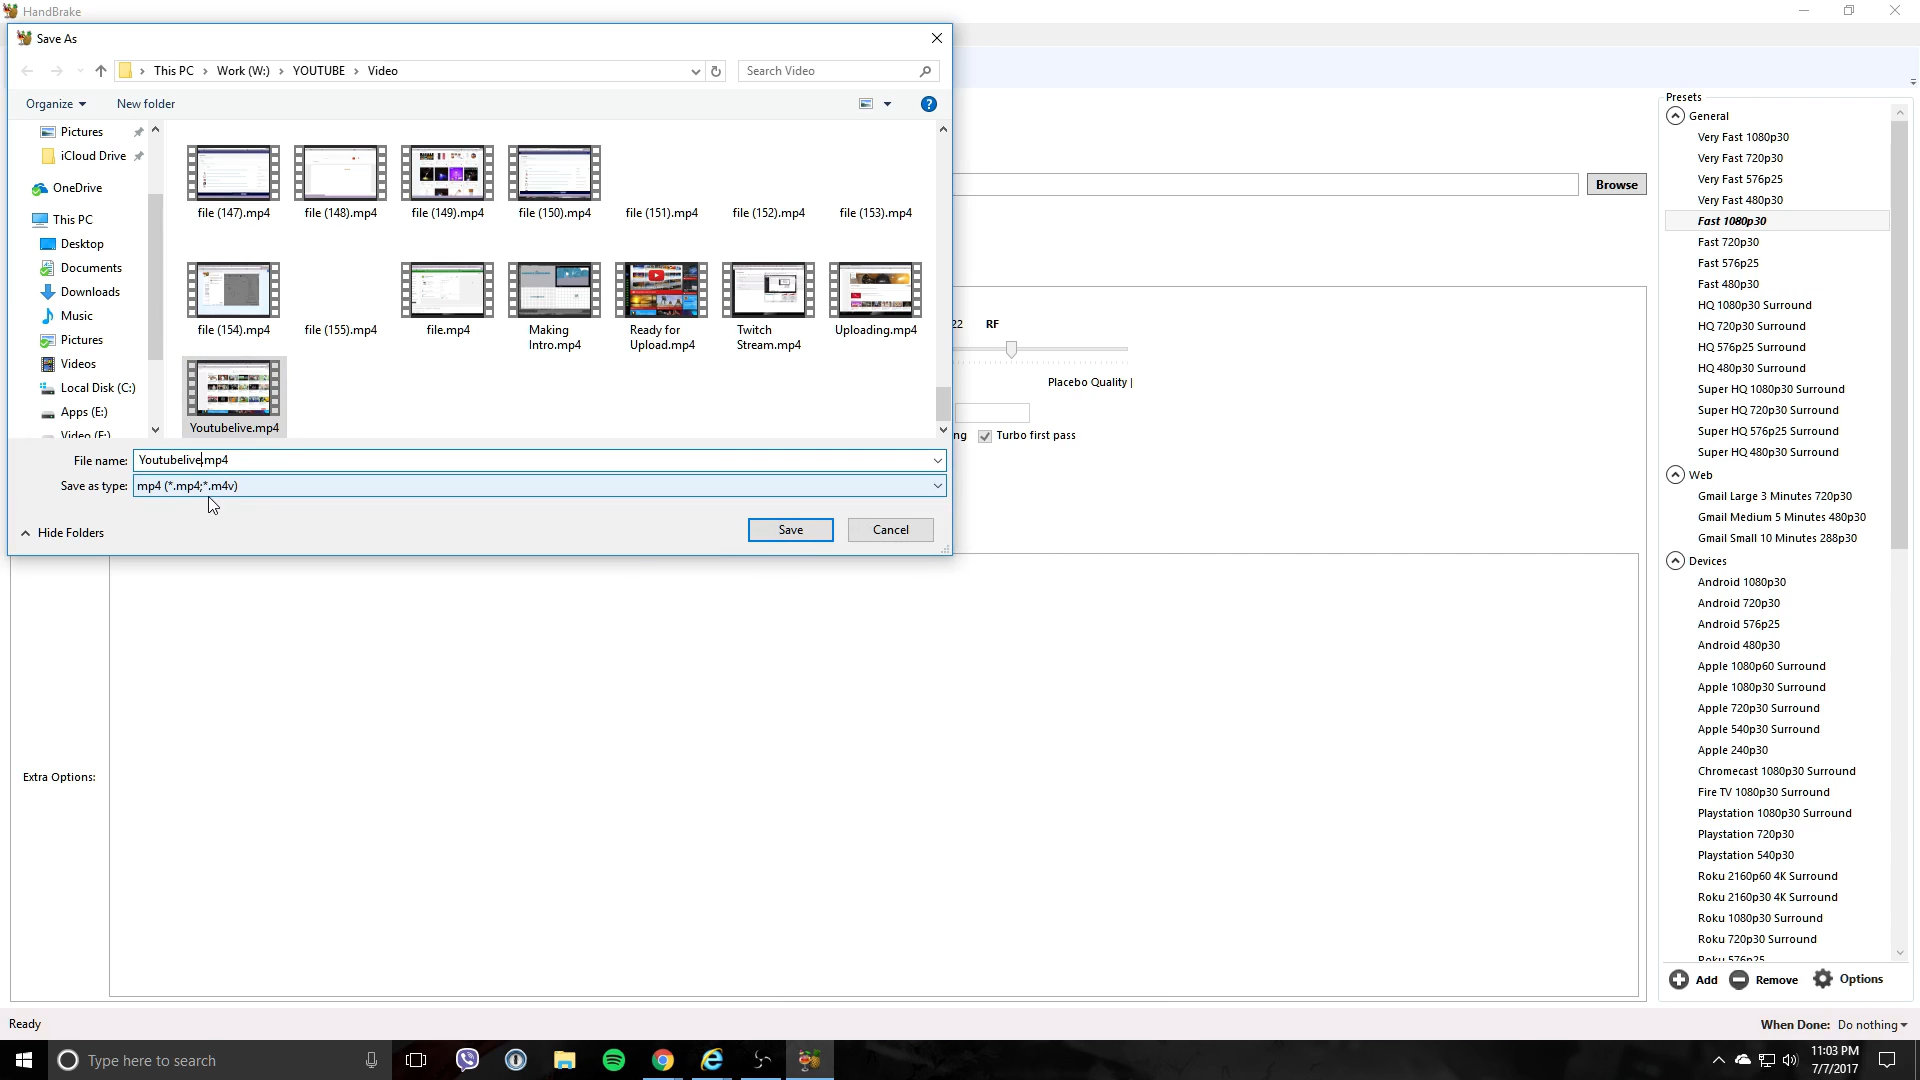 HandBrake
Save As
This PC > Work (W:) > YOUTUBE > Video
Search Video
Organize
New folder
Pictures
iCloud Drive
OneDrive
This PC
Desktop
Documents
Downloads
Music
Pictures
Videos
Local Disk (C:)
Apps (E:)
Video (F:)
file (147).mp4
file (148).mp4
file (149).mp4
file (150).mp4
file (151).mp4
file (152).mp4
file (153).mp4
file (154).mp4
file (155).mp4
file.mp4
Making
Intro.mp4
Ready for
Upload.mp4
Twitch
Stream.mp4
Uploading.mp4
Youtubelive.mp4
File name: Youtubelive.mp4
Save as type: mp4 (*.mp4;*.m4v)
Hide Folders
Save
Cancel
Browse
22 RF
Placebo Quality |
ng Turbo first pass
Extra Options:
Presets
General
Very Fast 1080p30
Very Fast 720p30
Very Fast 576p25
Very Fast 480p30
Fast 1080p30
Fast 720p30
Fast 576p25
Fast 480p30
HQ 1080p30 Surround
HQ 720p30 Surround
HQ 576p25 Surround
HQ 480p30 Surround
Super HQ 1080p30 Surround
Super HQ 720p30 Surround
Super HQ 576p25 Surround
Super HQ 480p30 Surround
Web
Gmail Large 3 Minutes 720p30
Gmail Medium 5 Minutes 480p30
Gmail Small 10 Minutes 288p30
Devices
Android 1080p30
Android 720p30
Android 576p25
Android 480p30
Apple 1080p60 Surround
Apple 1080p30 Surround
Apple 720p30 Surround
Apple 540p30 Surround
Apple 240p30
Chromecast 1080p30 Surround
Fire TV 1080p30 Surround
Playstation 1080p30 Surround
Playstation 720p30
Playstation 540p30
Roku 2160p60 4K Surround
Roku 2160p30 4K Surround
Roku 1080p30 Surround
Roku 720p30 Surround
Roku 576p25
Add
Remove
Options
Ready
When Done: Do nothing
Type here to search
11:03 PM
7/7/2017